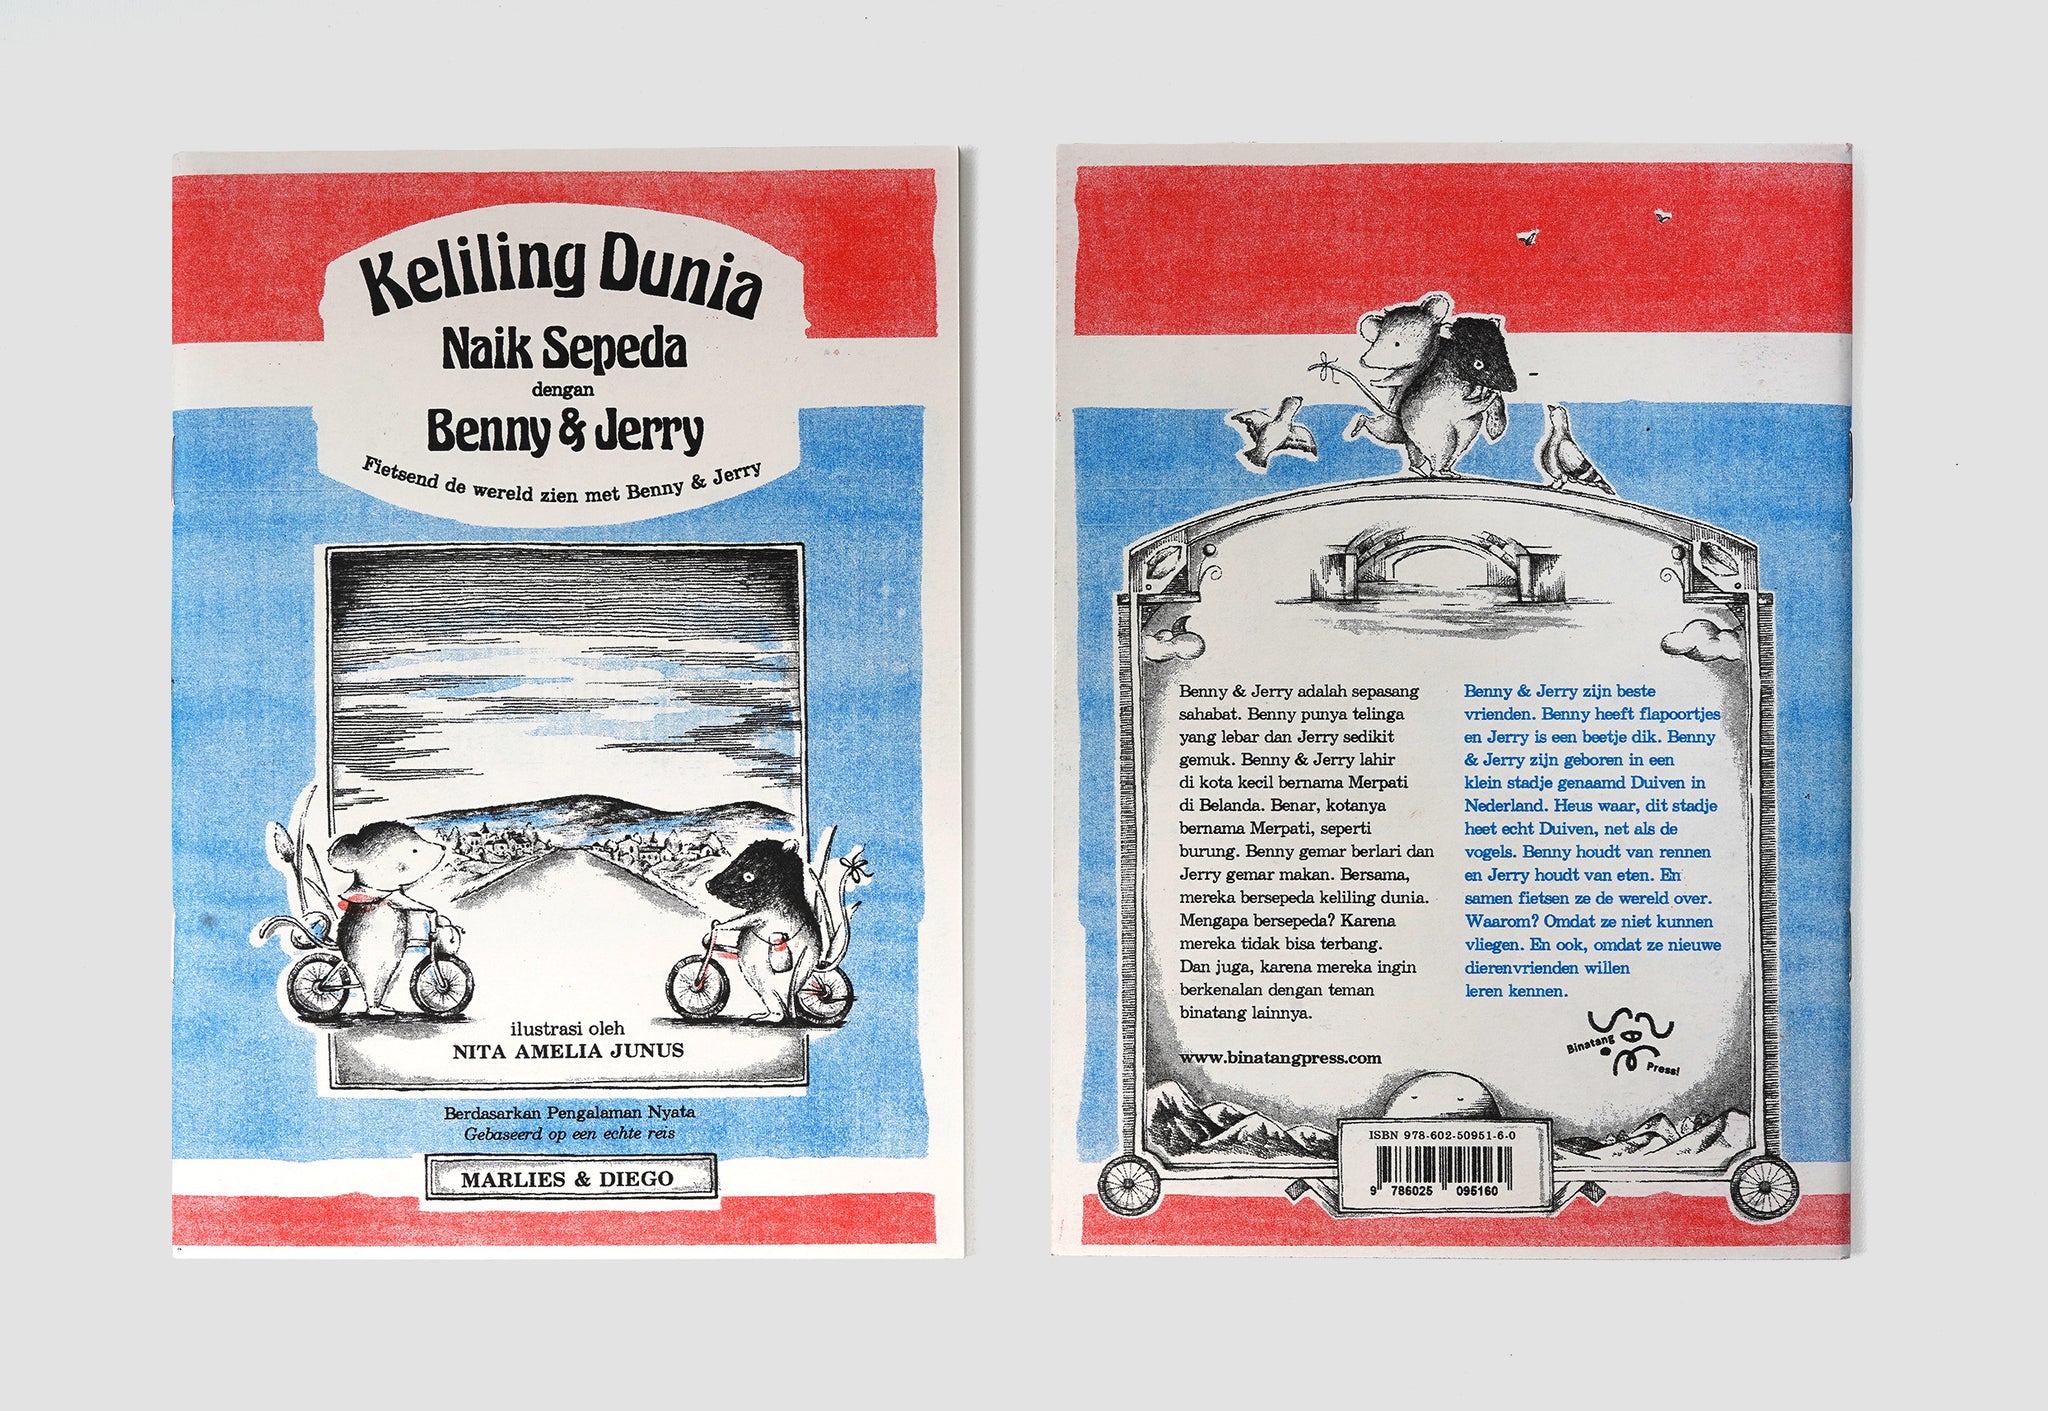 Keliling Dunia
Naik Sepeda
dengan
Benny & Jerry
Fietsend de wereld zien met Benny & Jerry
ilustrasi oleh
NITA AMELIA JUNUS
Berdasarkan Pengalaman Nyata
Gebaseerd op een echte reis
MARLIES & DIEGO
Benny & Jerry adalah sepasang
sahabat. Benny punya telinga
yang lebar dan Jerry sedikit
gemuk. Benny & Jerry lahir
di kota kecil bernama Merpati
di Belanda. Benar, kotanya
bernama Merpati, seperti
burung. Benny gemar berlari dan
Jerry gemar makan. Bersama,
mereka bersepeda keliling dunia.
Mengapa bersepeda? Karena
mereka tidak bisa terbang.
Dan juga, karena mereka ingin
berkenalan dengan teman
binatang lainnya.
www.binatangpress.com
Benny & Jerry zijn beste
vrienden. Benny heeft flapoortjes
en Jerry is een beetje dik. Benny
& Jerry zijn geboren in een
klein stadje genaamd Duiven in
Nederland. Heus waar, dit stadje
heet echt Duiven, net als de
vogels. Benny houdt van rennen
en Jerry houdt van eten. En
samen fietsen ze de wereld over.
Waarom? Omdat ze niet kunnen
vliegen. En ook, omdat ze nieuwe
dierenvrienden willen
leren kennen.
Binatang
Press!
ISBN 978-602-50951-6-0
9 786025 095160